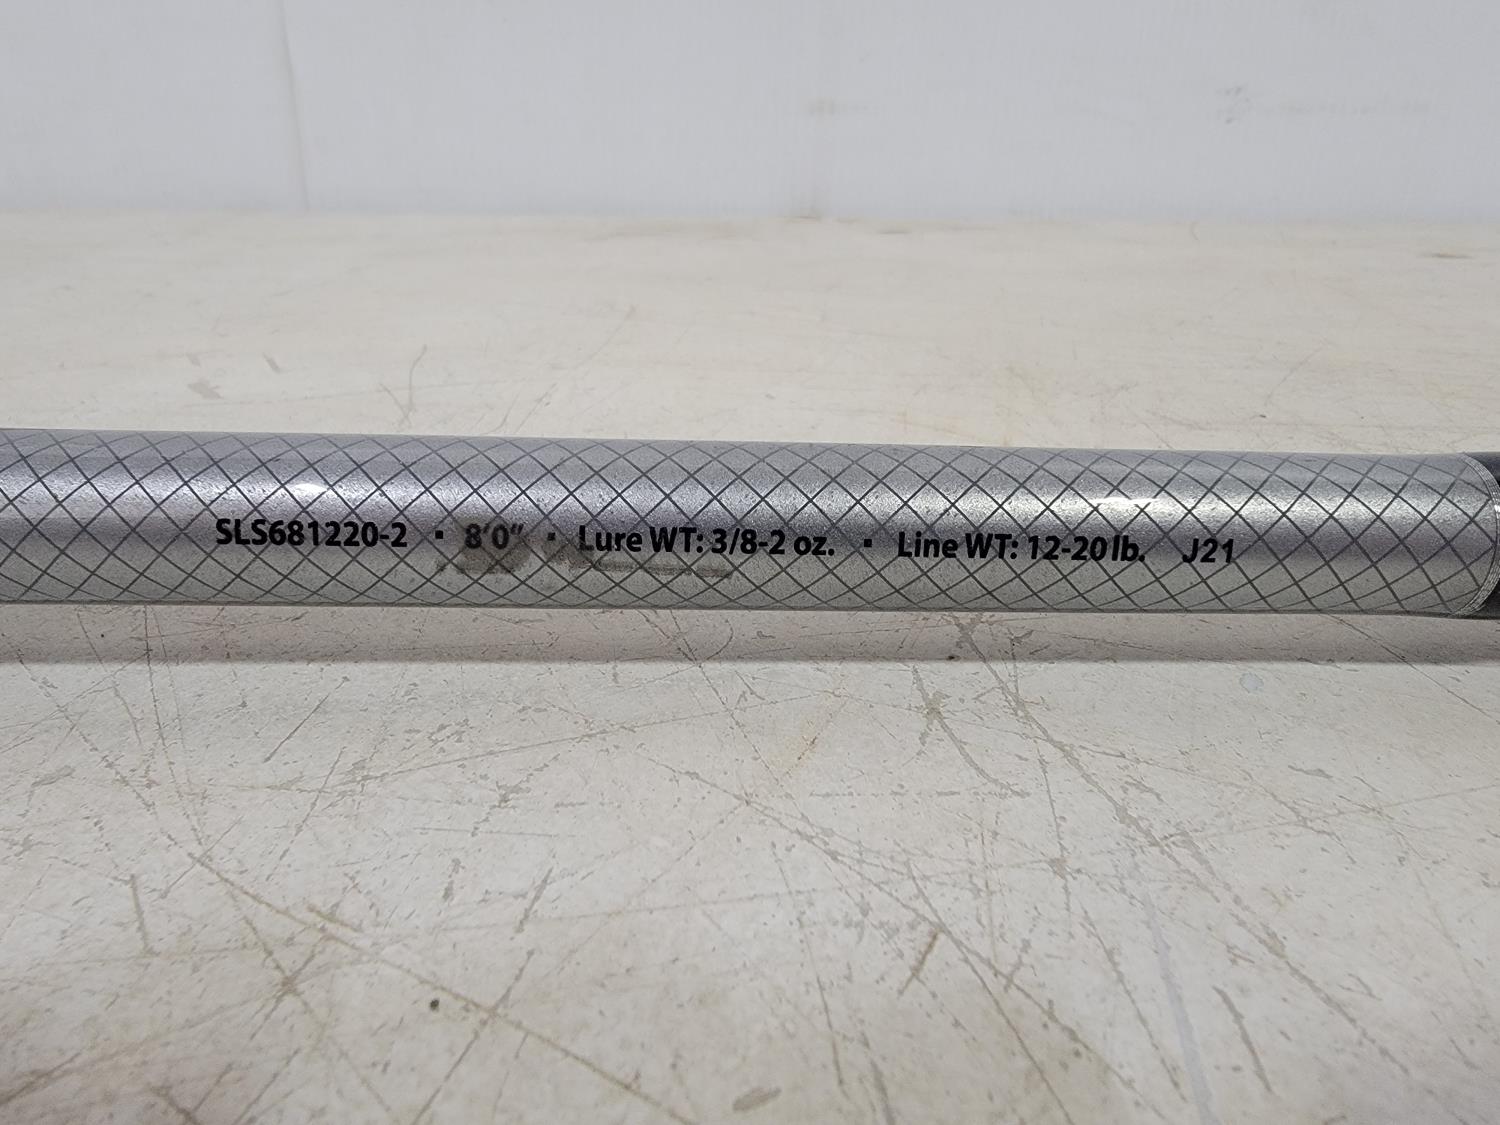 SLS681220-2 ▪ 8'0" ▪ Lure WT: 3/8-2 oz. ▪ Line WT: 12-20 lb. J21